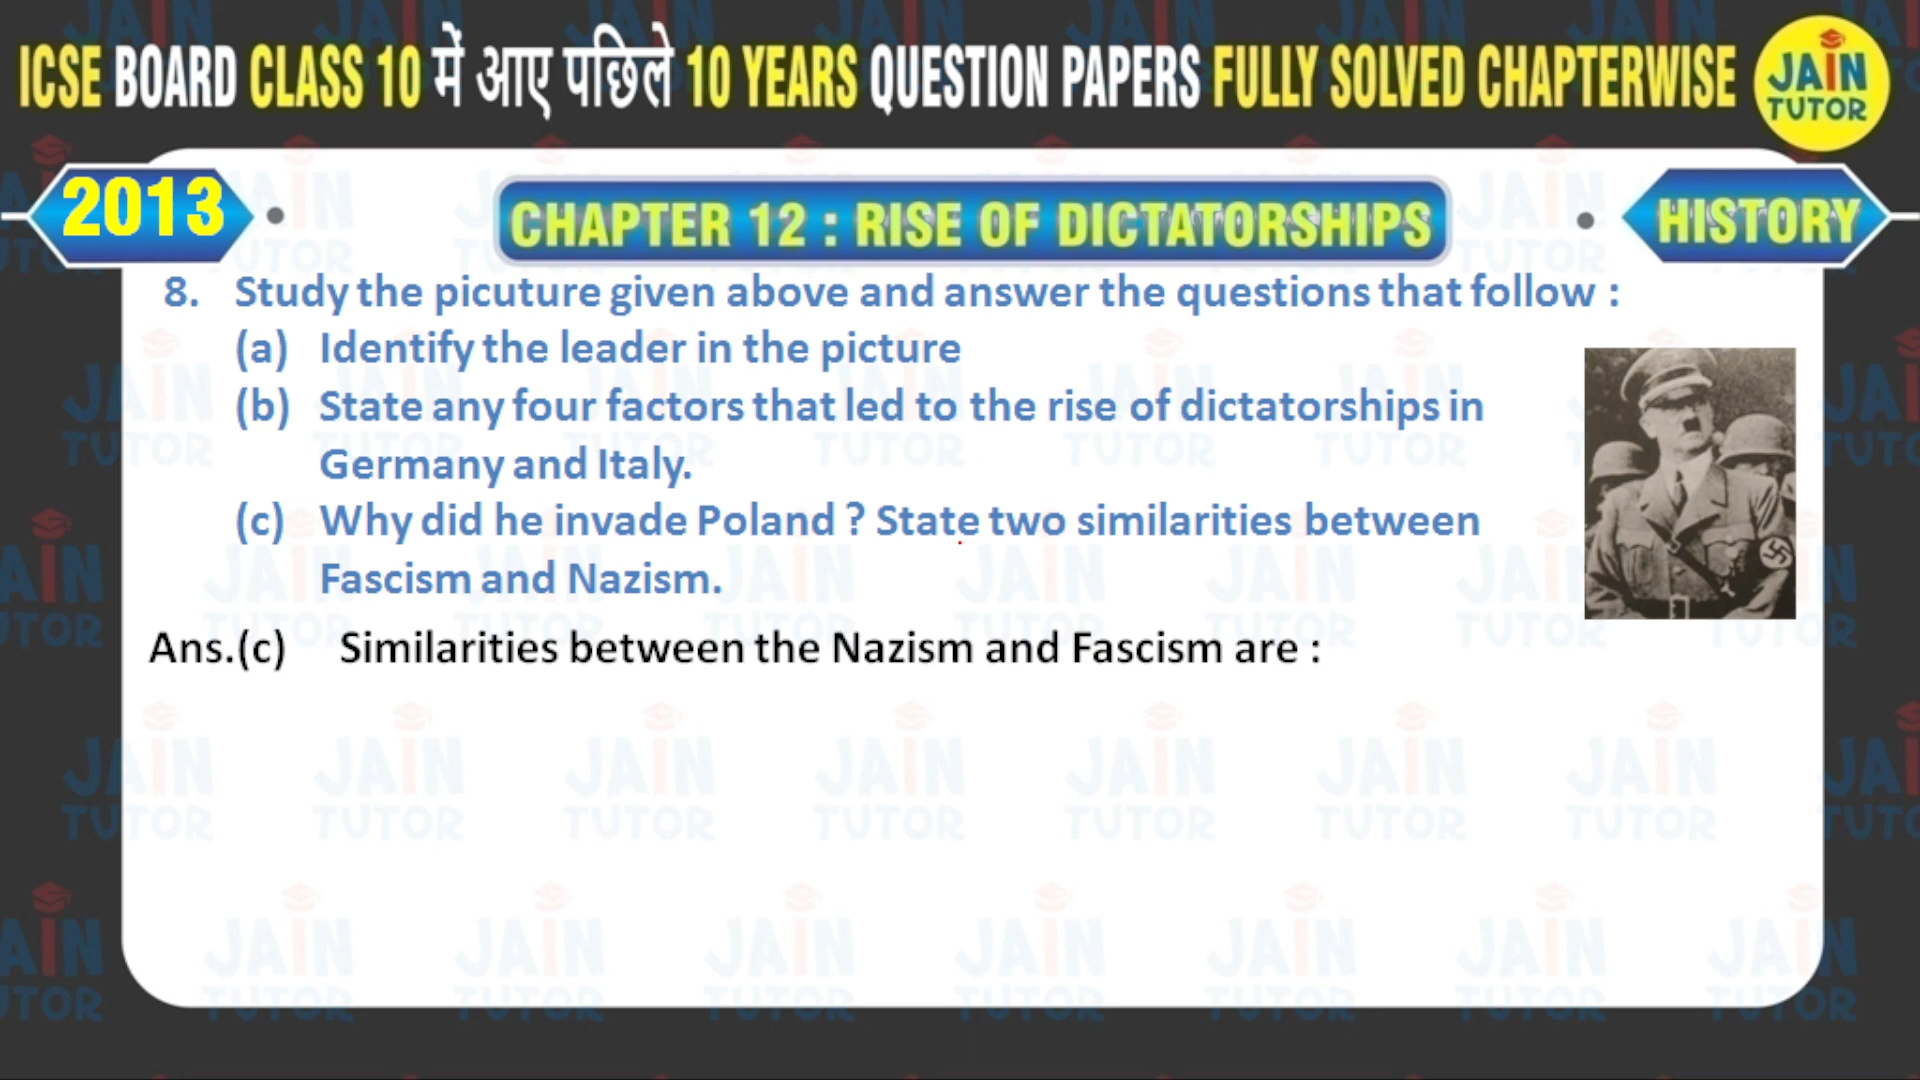 ICSE BOARD CLASS 10 में आए पछिले 10 YEARS QUESTION PAPERS FULLY SOLVED CHAPTERWISE
JAIN
TUTOR
2013
CHAPTER 12 : RISE OF DICTATORSHIPS
HISTORY
8. Study the picuture given above and answer the questions that follow :
(a) Identify the leader in the picture
(b) State any four factors that led to the rise of dictatorships in
Germany and Italy.
(c) Why did he invade Poland ? State two similarities between
Fascism and Nazism.
Ans.(c) Similarities between the Nazism and Fascism are :